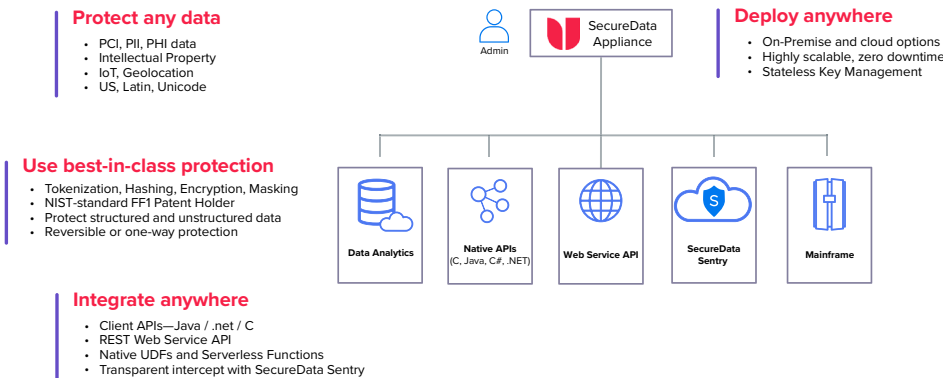 Protect any data
• PCI, PII, PHI data
• Intellectual Property
• IoT, Geolocation
• US, Latin, Unicode
Admin
SecureData
Appliance
Deploy anywhere
• On-Premise and cloud options
• Highly scalable, zero downtime
• Stateless Key Management
Use best-in-class protection
• Tokenization, Hashing, Encryption, Masking
• NIST-standard FF1 Patent Holder
• Protect structured and unstructured data
• Reversible or one-way protection
Data Analytics
Native APIs
(C, Java, C#, .NET)
Web Service API
S
SecureData
Sentry
Mainframe
Integrate anywhere
• Client APIs—Java / .net / C
• REST Web Service API
• Native UDFs and Serverless Functions
• Transparent intercept with SecureData Sentry